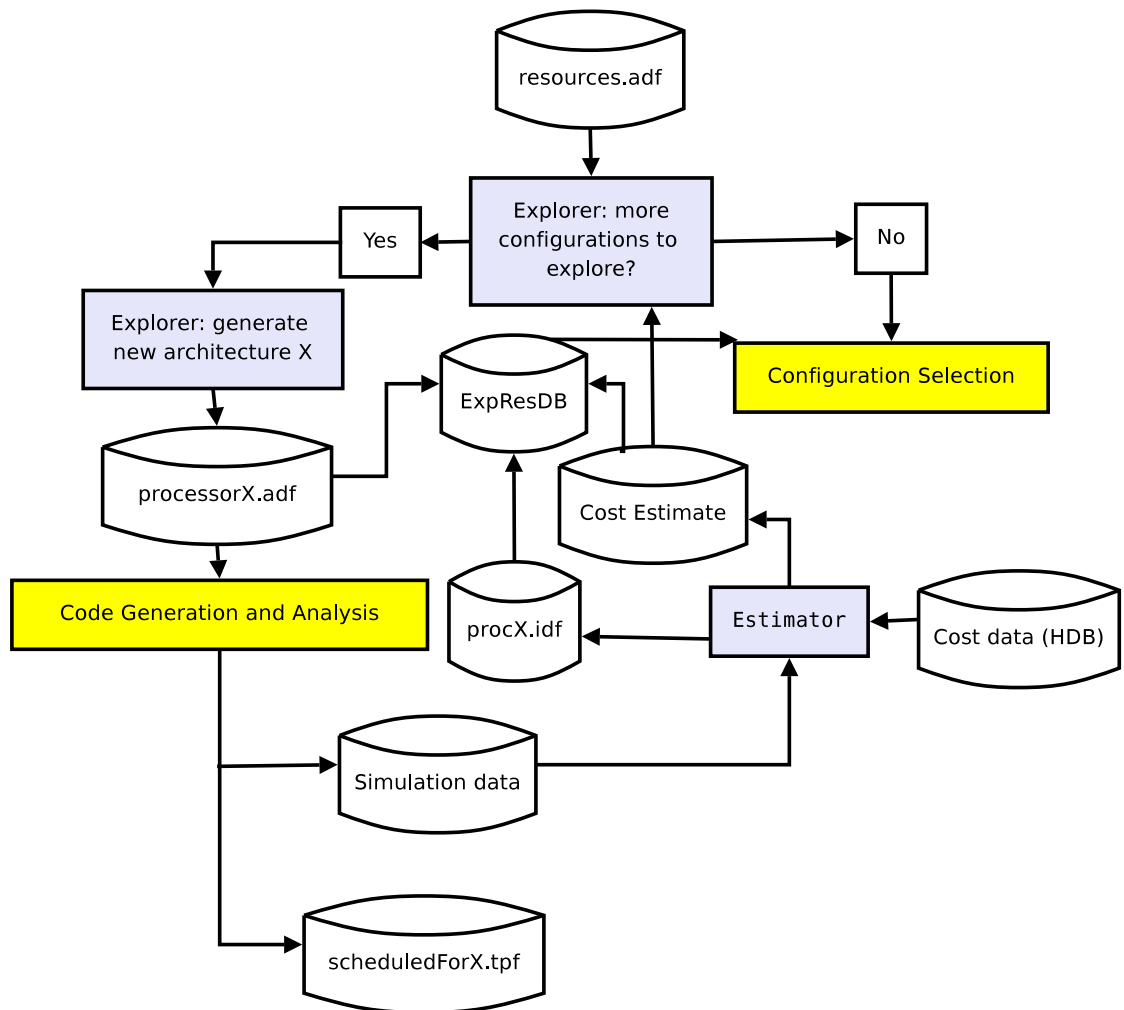 resources.adf
Explorer: more
configurations to
explore?
Yes
No
Explorer: generate
new architecture X
Configuration Selection
ExpResDB
processorX.adf
Cost Estimate
Code Generation and Analysis
procX.idf
Estimator
Cost data (HDB)
Simulation data
scheduledForX.tpf